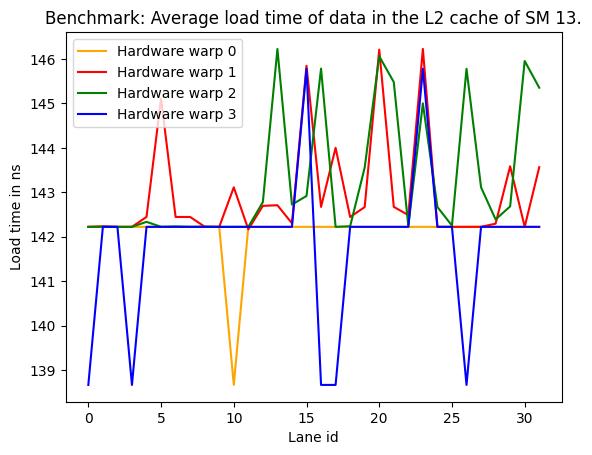 Benchmark: Average load time of data in the L2 cache of SM 13.
Hardware warp 0
Hardware warp 1
Hardware warp 2
Hardware warp 3
Load time in ns
146
145
144
143
142
141
140
139
0 5 10 15 20 25 30
Lane id